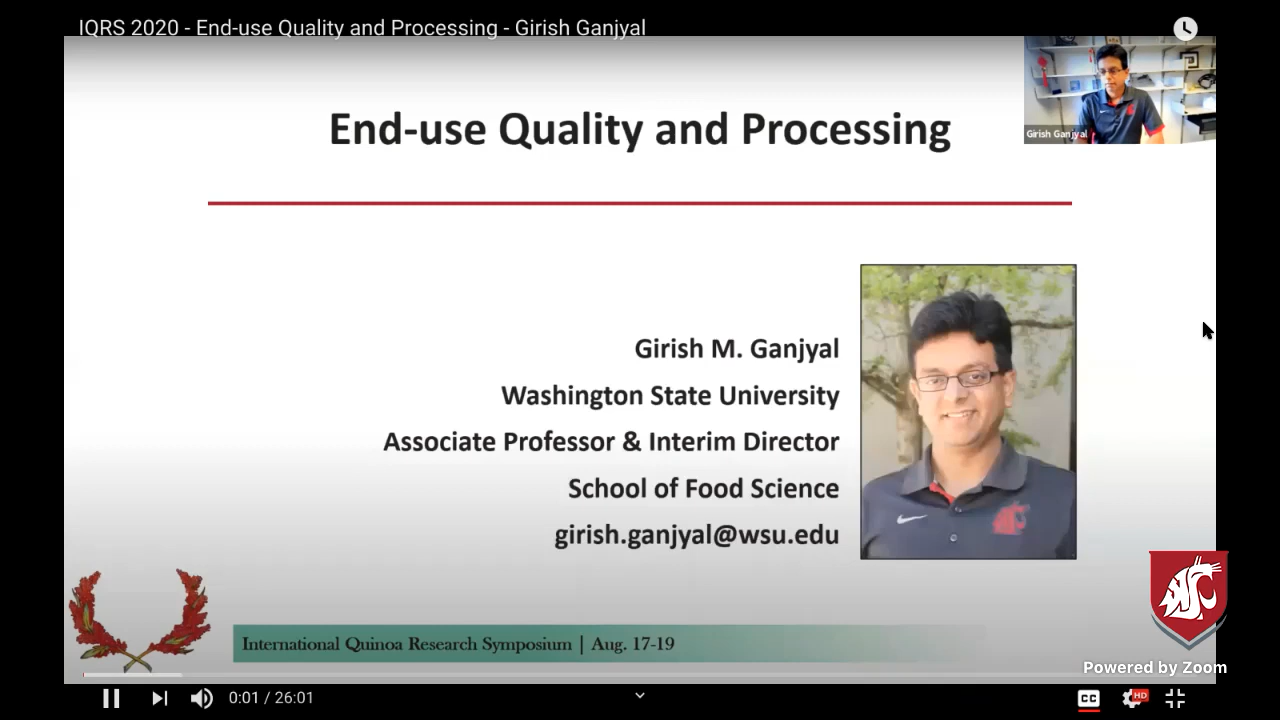 IQRS 2020 - End-use Quality and Processing - Girish Ganjyal
Girish Ganjyal
End-use Quality and Processing
Girish M. Ganjyal
Washington State University
Associate Professor & Interim Director
School of Food Science
girish.ganjyal@wsu.edu
International Quinoa Research Symposium | Aug. 17-19
Powered by Zoom
0:01 / 26:01
CC
HD